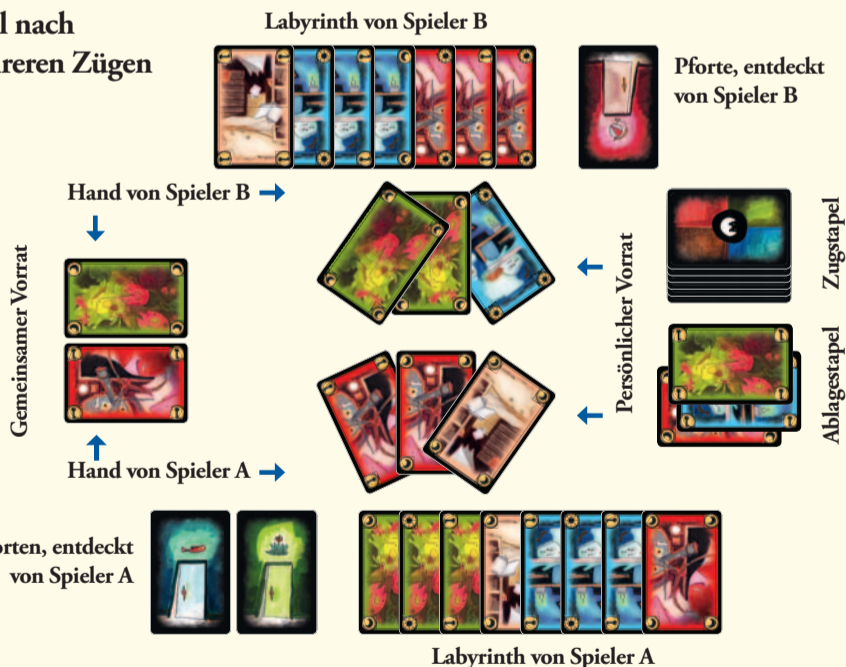 l nach
reren Zügen
Labyrinth von Spieler B
Pforte, entdeckt
von Spieler B
Hand von Spieler B
Gemeinsamer Vorrat
Persönlicher Vorrat
Zugstapel
Ablagestapel
Hand von Spieler A
orten, entdeckt
von Spieler A
Labyrinth von Spieler A